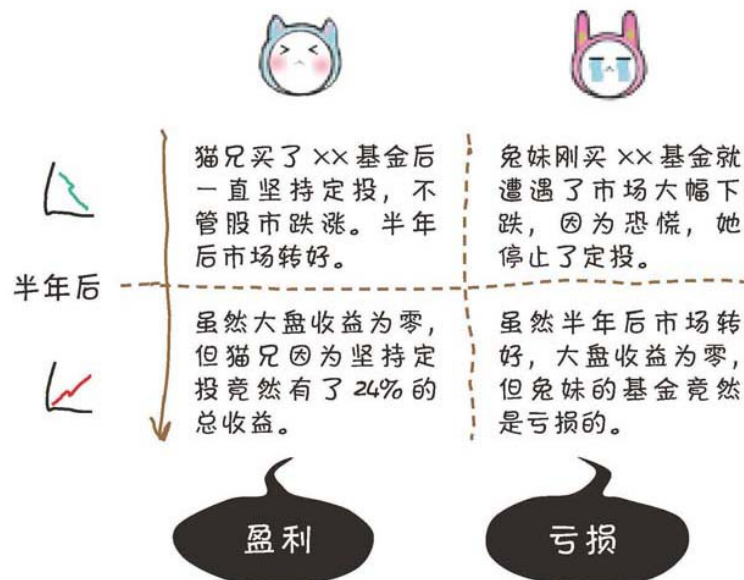 猫兄买了××基金后
一直坚持定投，不
管股市跌涨。半年
后市场转好。
兔妹刚买××基金就
遭遇了市场大幅下
跌，因为恐慌，她
停止了定投。
半年后
虽然大盘收益为零，
但猫兄因为坚持定
投竟然有了24%的
总收益。
虽然半年后市场转
好，大盘收益为零，
但兔妹的基金竟然
是亏损的。
盈利
亏损